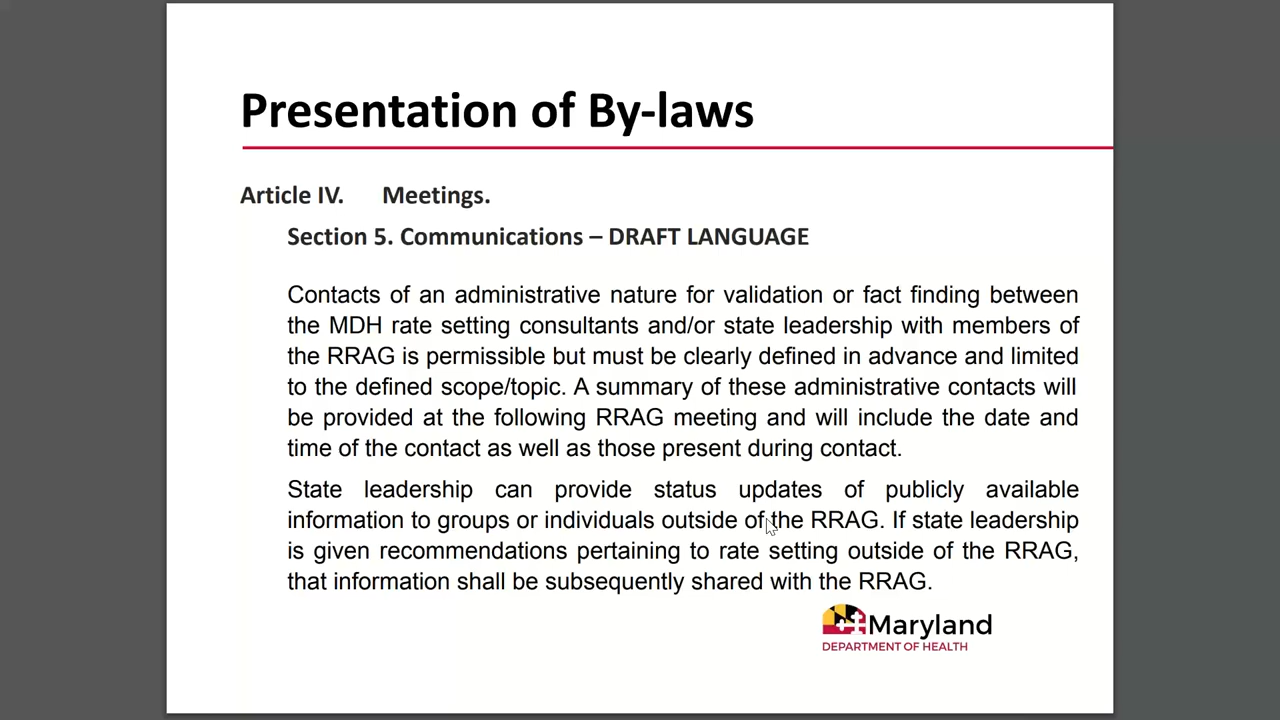 Presentation of By-laws
Article IV. Meetings.
Section 5. Communications – DRAFT LANGUAGE
Contacts of an administrative nature for validation or fact finding between
the MDH rate setting consultants and/or state leadership with members of
the RRAG is permissible but must be clearly defined in advance and limited
to the defined scope/topic. A summary of these administrative contacts will
be provided at the following RRAG meeting and will include the date and
time of the contact as well as those present during contact.
State leadership can provide status updates of publicly available
information to groups or individuals outside of the RRAG. If state leadership
is given recommendations pertaining to rate setting outside of the RRAG,
that information shall be subsequently shared with the RRAG.
Maryland
DEPARTMENT OF HEALTH